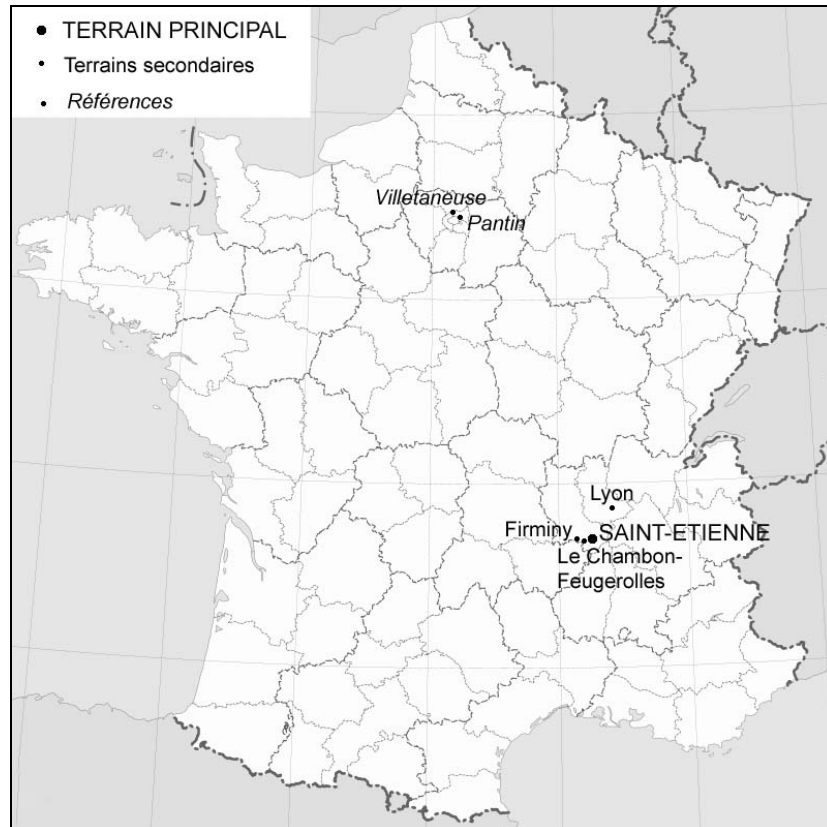 TERRAIN PRINCIPAL
Terrains secondaires
Références
Villetaneuse
Pantin
Lyon
Firminy
SAINT-ETIENNE
Le Chambon-
Feugerolles